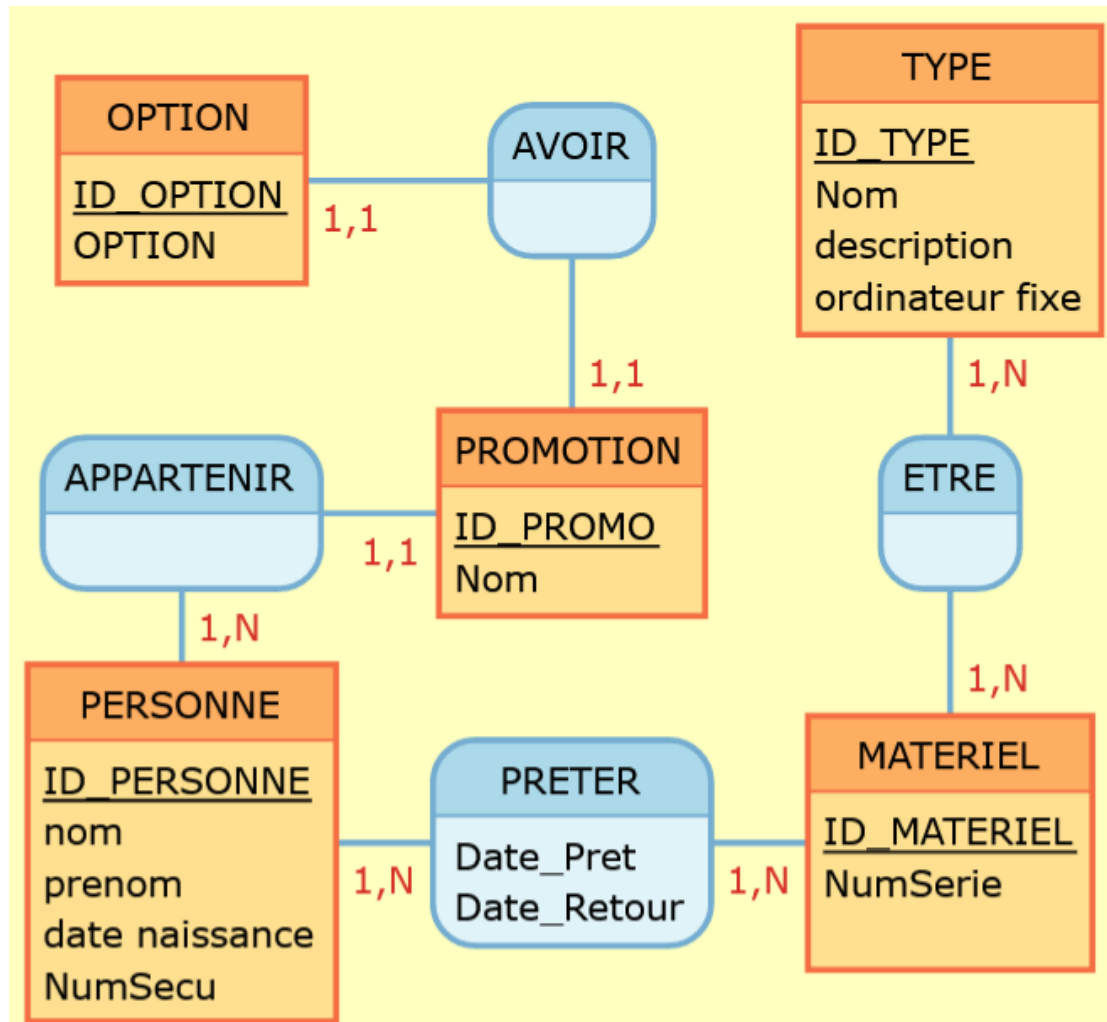 OPTION
ID_OPTION
OPTION
1,1
AVOIR
1,1
TYPE
ID_TYPE
Nom
description
ordinateur fixe
1,N
APPARTENIR
1,N
1,1
PROMOTION
ID_PROMO
Nom
ETRE
1,N
PERSONNE
ID_PERSONNE
nom
prenom
date naissance
NumSecu
1,N
PRETER
Date_Pret
Date_Retour
1,N
MATERIEL
ID_MATERIEL
NumSerie